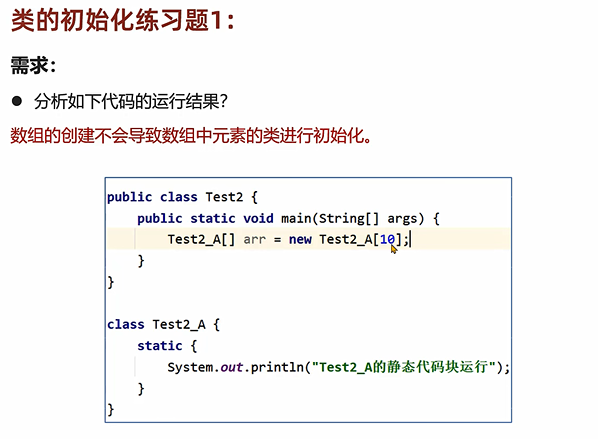 类的初始化练习题1：
需求：
● 分析如下代码的运行结果？
数组的创建不会导致数组中元素的类进行初始化。
public class Test2 {
    public static void main(String[] args) {
        Test2_A[] arr = new Test2_A[10];
    }
}
class Test2_A {
    static {
        System.out.println("Test2_A的静态代码块运行");
    }
}